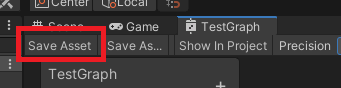 Center Local
Scene Game TestGraph
Save Asset Save As... Show In Project Precision
TestGraph
+